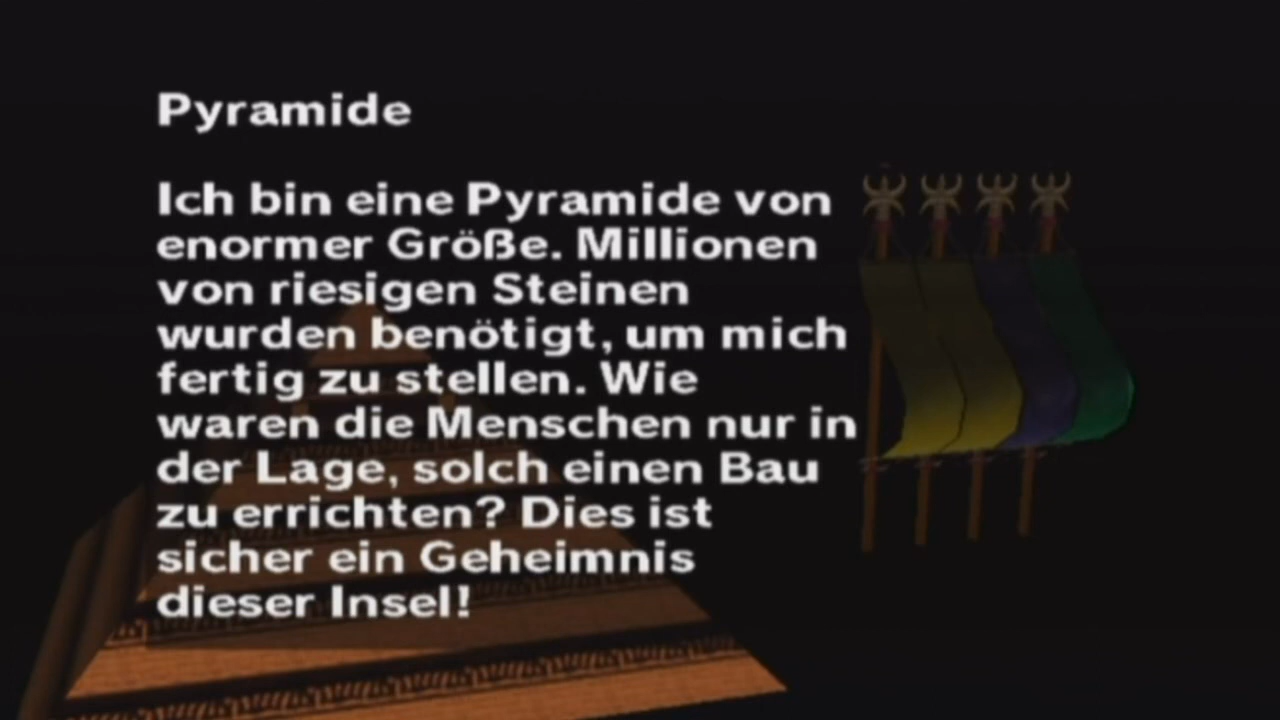 Pyramide
Ich bin eine Pyramide von
enormer Größe. Millionen
von riesigen Steinen
wurden benötigt, um mich
fertig zu stellen. Wie
waren die Menschen nur in
der Lage, solch einen Bau
zu errichten? Dies ist
sicher ein Geheimnis
dieser Insel!